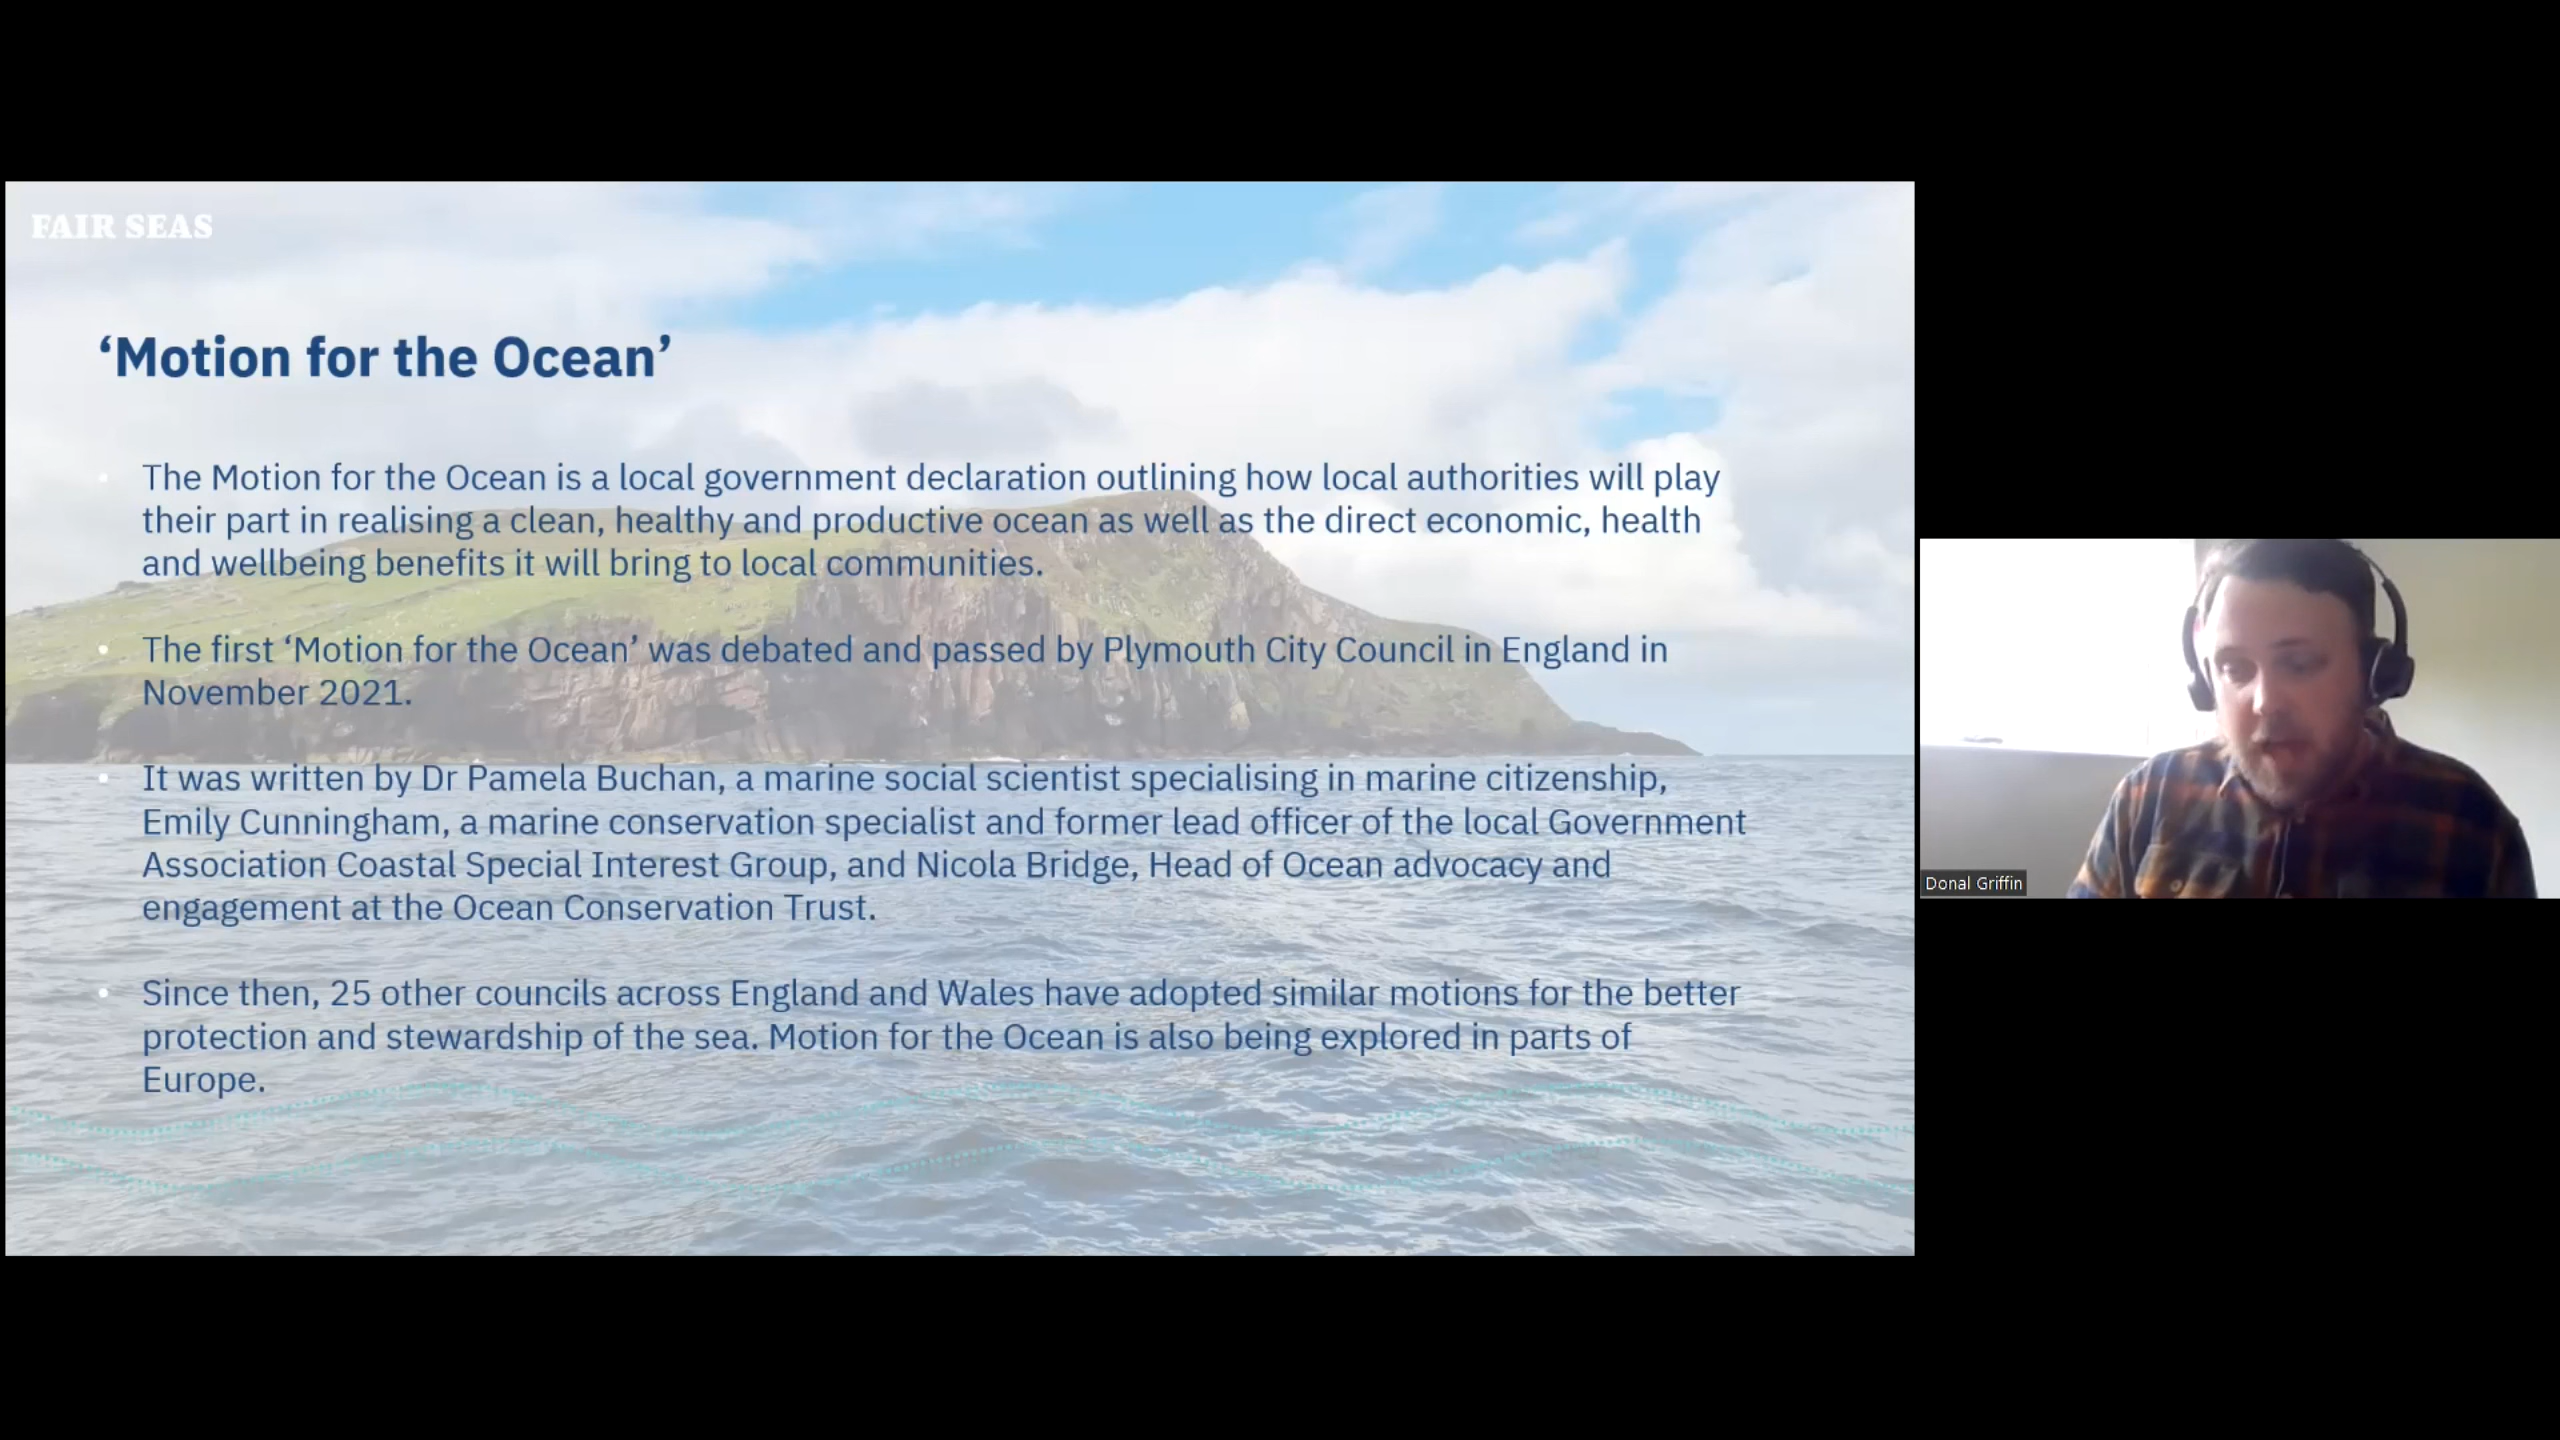 FAIR SEAS
‘Motion for the Ocean’
The Motion for the Ocean is a local government declaration outlining how local authorities will play
their part in realising a clean, healthy and productive ocean as well as the direct economic, health
and wellbeing benefits it will bring to local communities.
The first ‘Motion for the Ocean’ was debated and passed by Plymouth City Council in England in
November 2021.
It was written by Dr Pamela Buchan, a marine social scientist specialising in marine citizenship,
Emily Cunningham, a marine conservation specialist and former lead officer of the local Government
Association Coastal Special Interest Group, and Nicola Bridge, Head of Ocean advocacy and
engagement at the Ocean Conservation Trust.
Since then, 25 other councils across England and Wales have adopted similar motions for the better
protection and stewardship of the sea. Motion for the Ocean is also being explored in parts of
Europe.
Donal Griffin